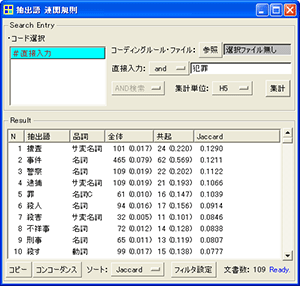 抽出語 連関規則
Search Entry
・コード選択
＃直接入力
コーディングルール・ファイル: 参照 選択ファイル無し
直接入力: and 犯罪
AND検索 集計単位: H5 集計
Result
N 抽出語 品詞 全体 共起 Jaccard
1 捜査 サ変名詞 101 (0.017) 24 (0.220) 0.1290
2 事件 名詞 465 (0.079) 62 (0.569) 0.1211
3 警察 名詞 109 (0.019) 22 (0.202) 0.1122
4 逮捕 サ変名詞 109 (0.019) 21 (0.193) 0.1066
5 罪 名詞C 61 (0.010) 16 (0.147) 0.1039
6 殺人 名詞 94 (0.016) 17 (0.156) 0.0914
7 殺害 サ変名詞 32 (0.005) 11 (0.101) 0.0846
8 不祥事 名詞 72 (0.012) 14 (0.128) 0.0838
9 刑事 名詞 65 (0.011) 13 (0.119) 0.0807
10 殺す 動詞 99 (0.017) 15 (0.138) 0.0777
コピー コンコーダンス ソート: Jaccard フィルタ設定 文書数: 109 Ready.